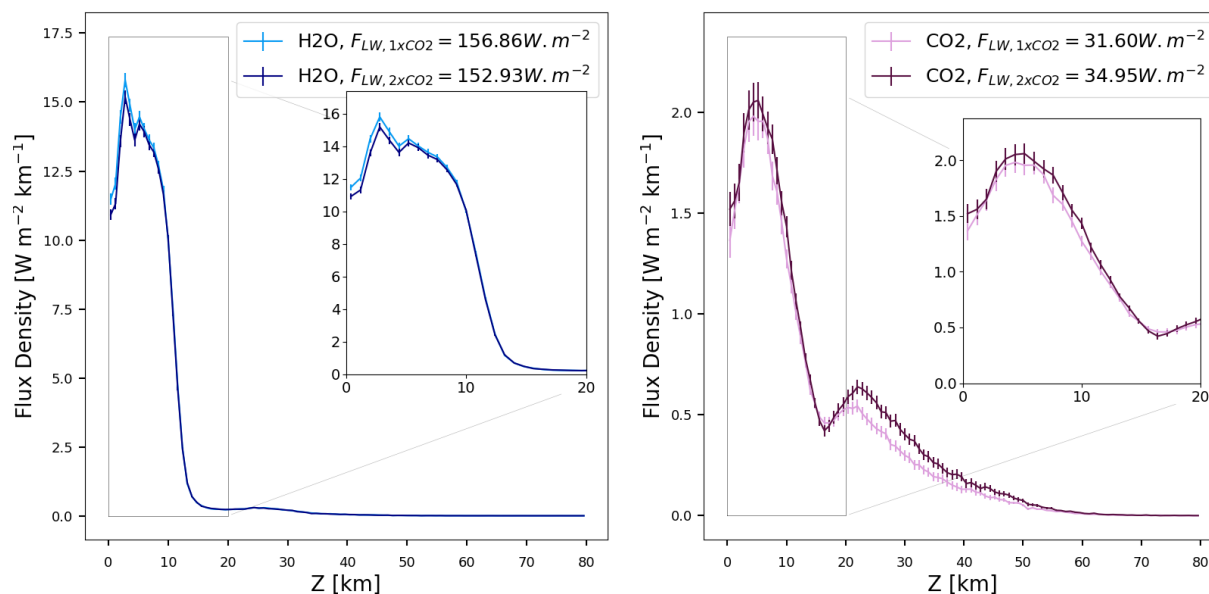 H2O, F_{LW, 1xCO2} = 156.86W.m^{-2}
H2O, F_{LW, 2xCO2} = 152.93W.m^{-2}
17.5
15.0
12.5
10.0
7.5
5.0
2.5
0.0
Flux Density [W m^{-2} km^{-1}]
0 10 20 30 40 50 60 70 80
Z [km]
16
14
12
10
8
6
4
2
0
0 10 20
CO2, F_{LW, 1xCO2} = 31.60W.m^{-2}
CO2, F_{LW, 2xCO2} = 34.95W.m^{-2}
2.0
1.5
1.0
0.5
0.0
Flux Density [W m^{-2} km^{-1}]
0 10 20 30 40 50 60 70 80
Z [km]
2.0
1.5
1.0
0.5
0.0
0 10 20